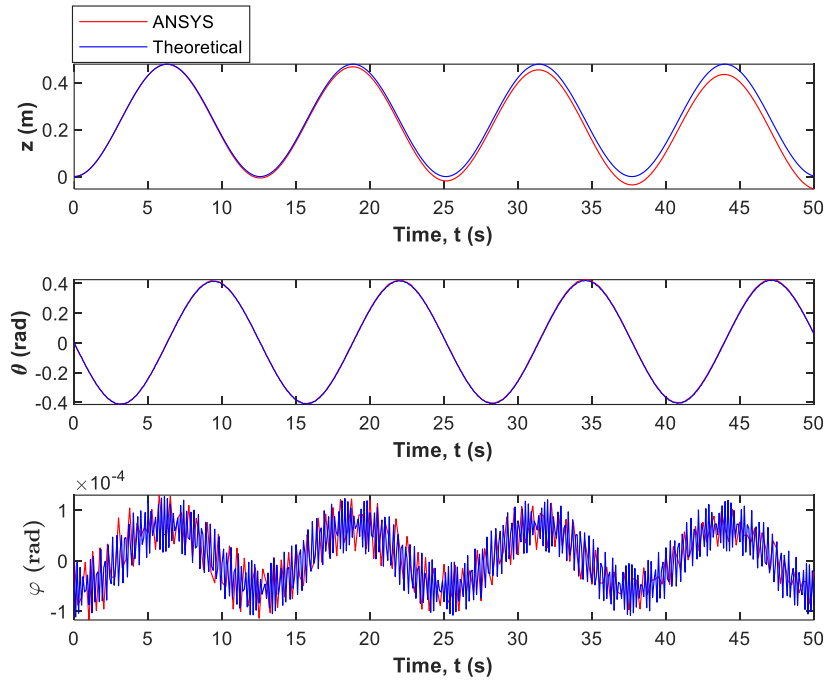 ANSYS
Theoretical
z (m)
0.4
0.2
0
0 5 10 15 20 25 30 35 40 45 50
Time, t (s)
θ (rad)
0.4
0.2
0
-0.2
-0.4
0 5 10 15 20 25 30 35 40 45 50
Time, t (s)
×10⁻⁴
φ (rad)
1
0
-1
0 5 10 15 20 25 30 35 40 45 50
Time, t (s)